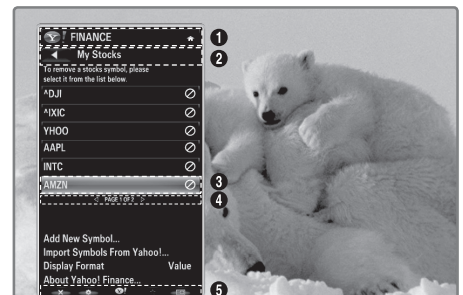 Y! FINANCE
1
My Stocks
2
To remove a stocks symbol, please
select it from the list below.
^DJI
^IXIC
YHOO
AAPL
INTC
AMZN
3
◁ PAGE 1 OF 2 ▷
4
Add New Symbol...
Import Symbols From Yahoo!...
Display Format Value
About Yahoo! Finance...
5